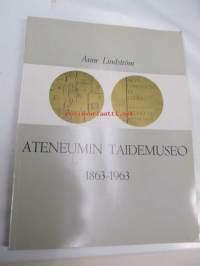 Aune Lindström
ATENEUMIN TAIDEMUSEO
1863-1963